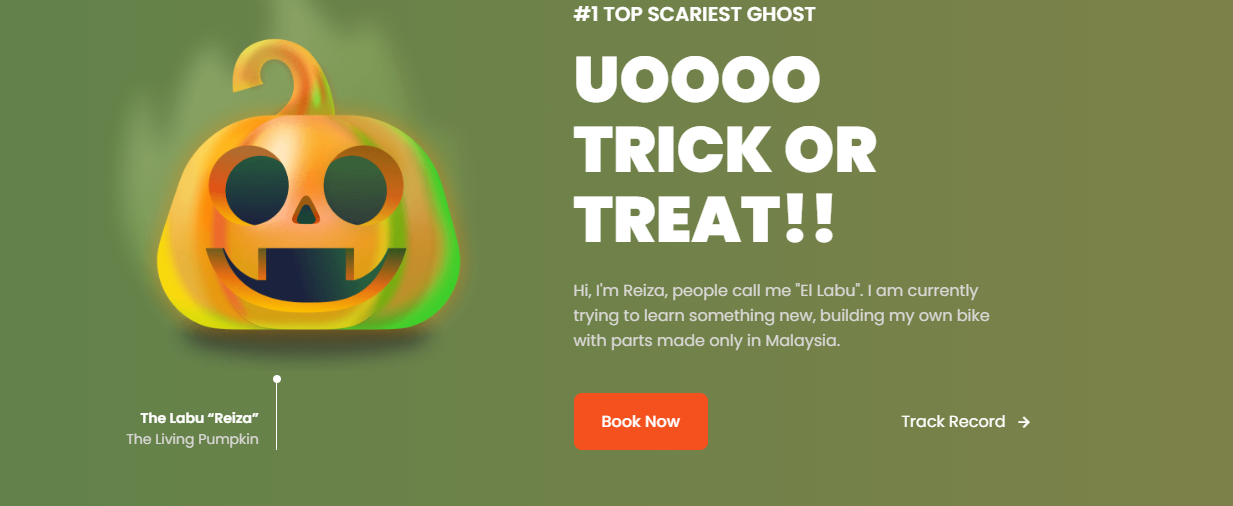 #1 TOP SCARIEST GHOST
UOOOO
TRICK OR
TREAT!!
Hi, I'm Reiza, people call me "El Labu". I am currently
trying to learn something new, building my own bike
with parts made only in Malaysia.
Book Now
Track Record →
The Labu “Reiza”
The Living Pumpkin